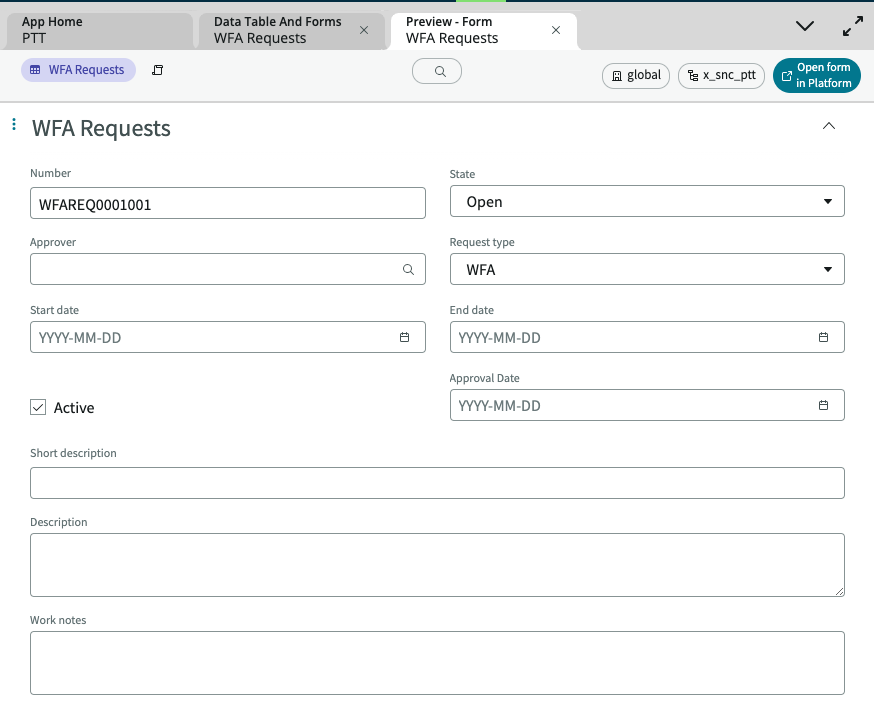 App Home
PTT
Data Table And Forms
WFA Requests
Preview - Form
WFA Requests
WFA Requests
global
x_snc_ptt
Open form
in Platform
WFA Requests
Number
WFAREQ0001001
State
Open
Approver
Request type
WFA
Start date
YYYY-MM-DD
End date
YYYY-MM-DD
Approval Date
YYYY-MM-DD
Active
Short description
Description
Work notes